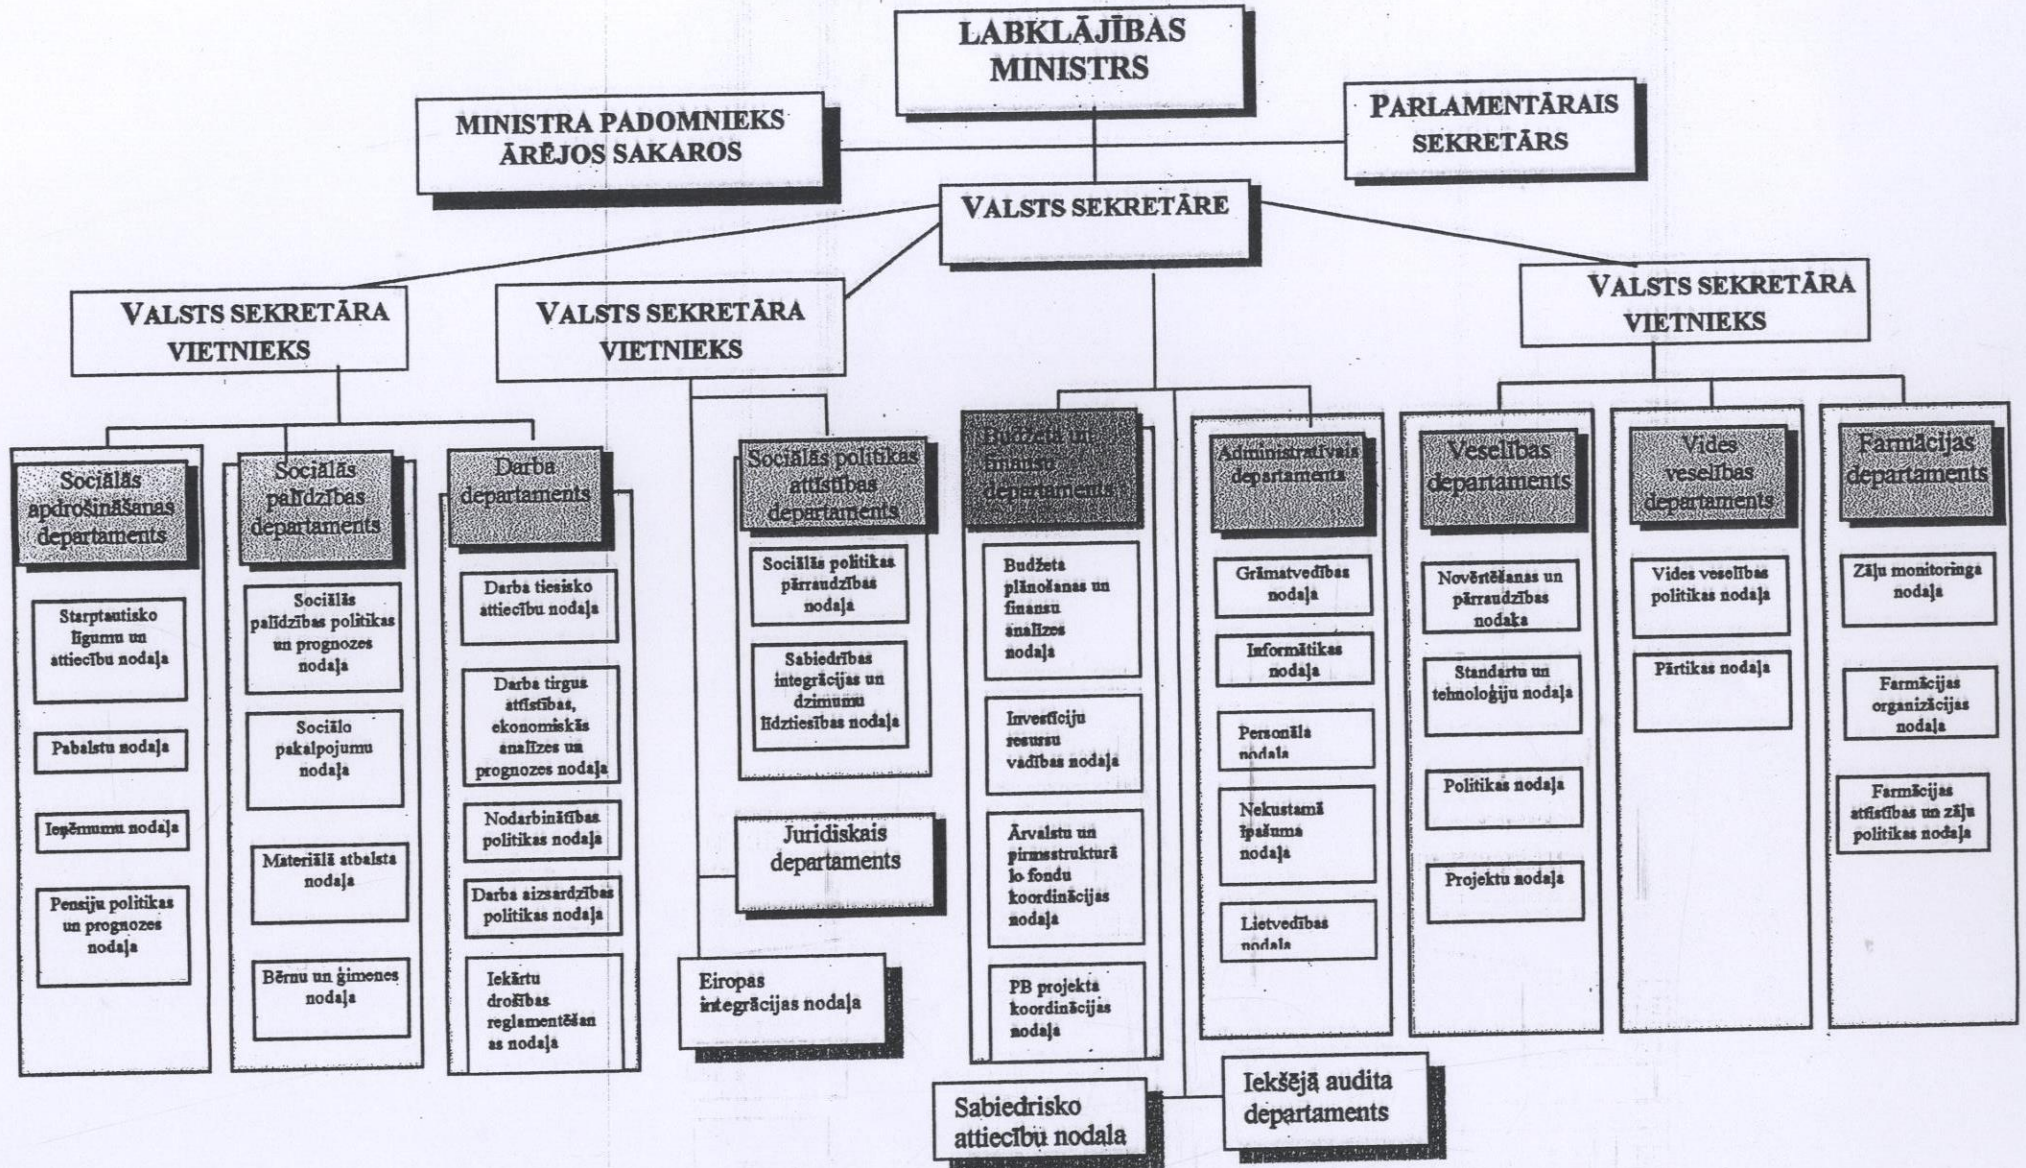 LABKLĀJĪBAS
MINISTRS
MINISTRA PADOMNIEKS
ĀRĒJOS SAKAROS
PARLAMENTĀRAIS
SEKRETĀRS
VALSTS SEKRETĀRE
VALSTS SEKRETĀRA
VIETNIEKS
VALSTS SEKRETĀRA
VIETNIEKS
VALSTS SEKRETĀRA
VIETNIEKS
Sociālās
apdrošināšanas
departaments
Starptautisko
līgumu un
attiecību nodaļa
Pabalstu nodaļa
Ieņēmumu nodaļa
Pensiju politikas
un prognozes
nodaļa
Sociālās
palīdzības
departaments
Sociālās
palīdzības politikas
un prognozes
nodaļa
Sociālo
pakalpojumu
nodaļa
Materiālā atbalsta
nodaļa
Bērnu un ģimenes
nodaļa
Darba
departaments
Darba tiesisko
attiecību nodaļa
Darba tirgus
attīstības,
ekonomiskās
analīzes un
prognozes nodaļa
Nodarbinātības
politikas nodaļa
Darba aizsardzības
politikas nodaļa
Iekārtu
drošības
reglamentēšan
as nodaļa
Sociālās politikas
attīstības
departaments
Sociālās politikas
pārraudzības
nodaļa
Sabiedrības
integrācijas un
dzimumu
līdztiesības nodaļa
Juridiskais
departaments
Eiropas
integrācijas nodaļa
Budžeta un
finansu
departaments
Budžeta
plānošanas un
finansu
analīzes
nodaļa
Investīciju
resursu
vadības nodaļa
Ārvalstu un
pirmsstruktūrā
lo fondu
koordinācijas
nodaļa
PB projekta
koordinācijas
nodaļa
Administratīvais
departaments
Grāmatvedības
nodaļa
Informātikas
nodaļa
Personāla
nodaļa
Nekustamā
īpašuma
nodaļa
Lietvedības
nodaļa
Veselības
departaments
Novērtēšanas un
pārraudzības
nodaka
Standartu un
tehnoloģiju nodaļa
Politikas nodaļa
Projektu nodaļa
Vides
veselības
departaments
Vides veselības
politikas nodaļa
Pārtikas nodaļa
Farmācijas
departaments
Zāļu monitoringa
nodaļa
Farmācijas
organizācijas
nodaļa
Farmācijas
attīstības un zāļu
politikas nodaļa
Sabiedrisko
attiecību nodaļa
Iekšējā audita
departaments